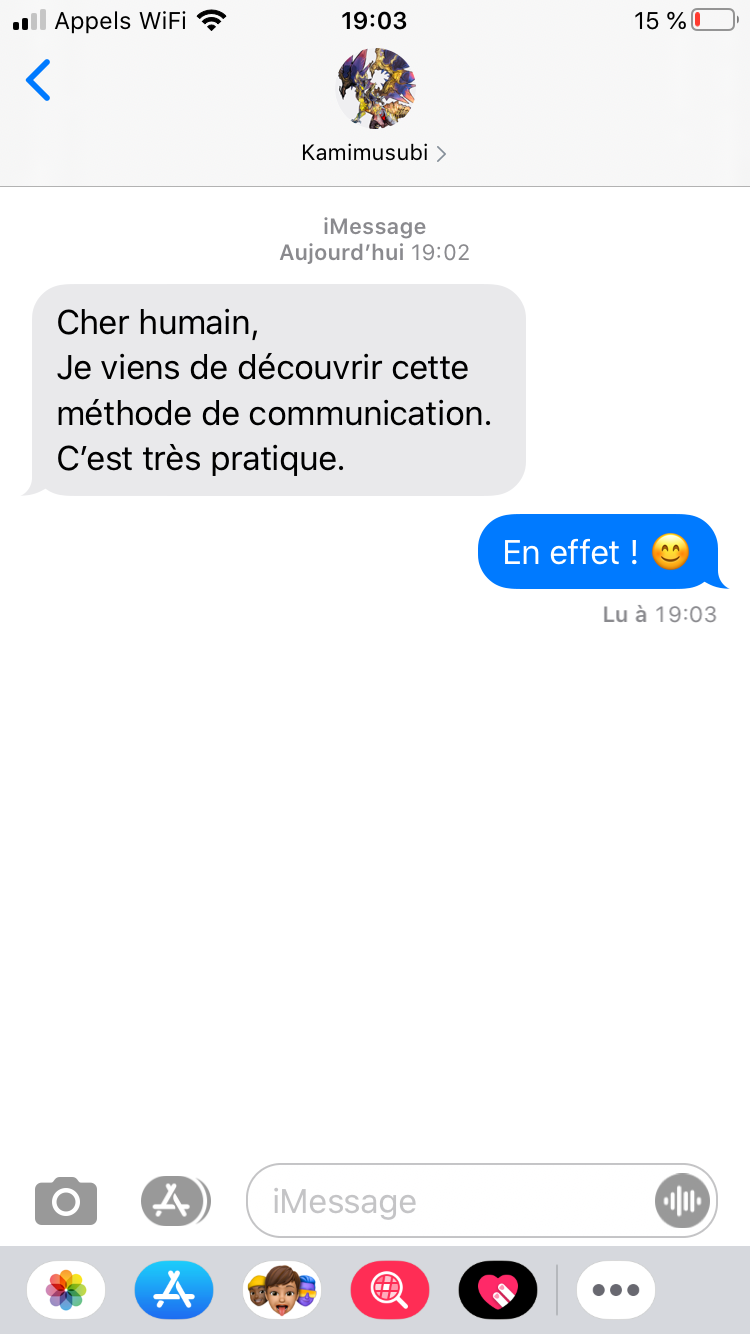 Appels WiFi 19:03 15 %
Kamimusubi
iMessage
Aujourd’hui 19:02
Cher humain,
Je viens de découvrir cette
méthode de communication.
C’est très pratique.
En effet ! 😊
Lu à 19:03
iMessage